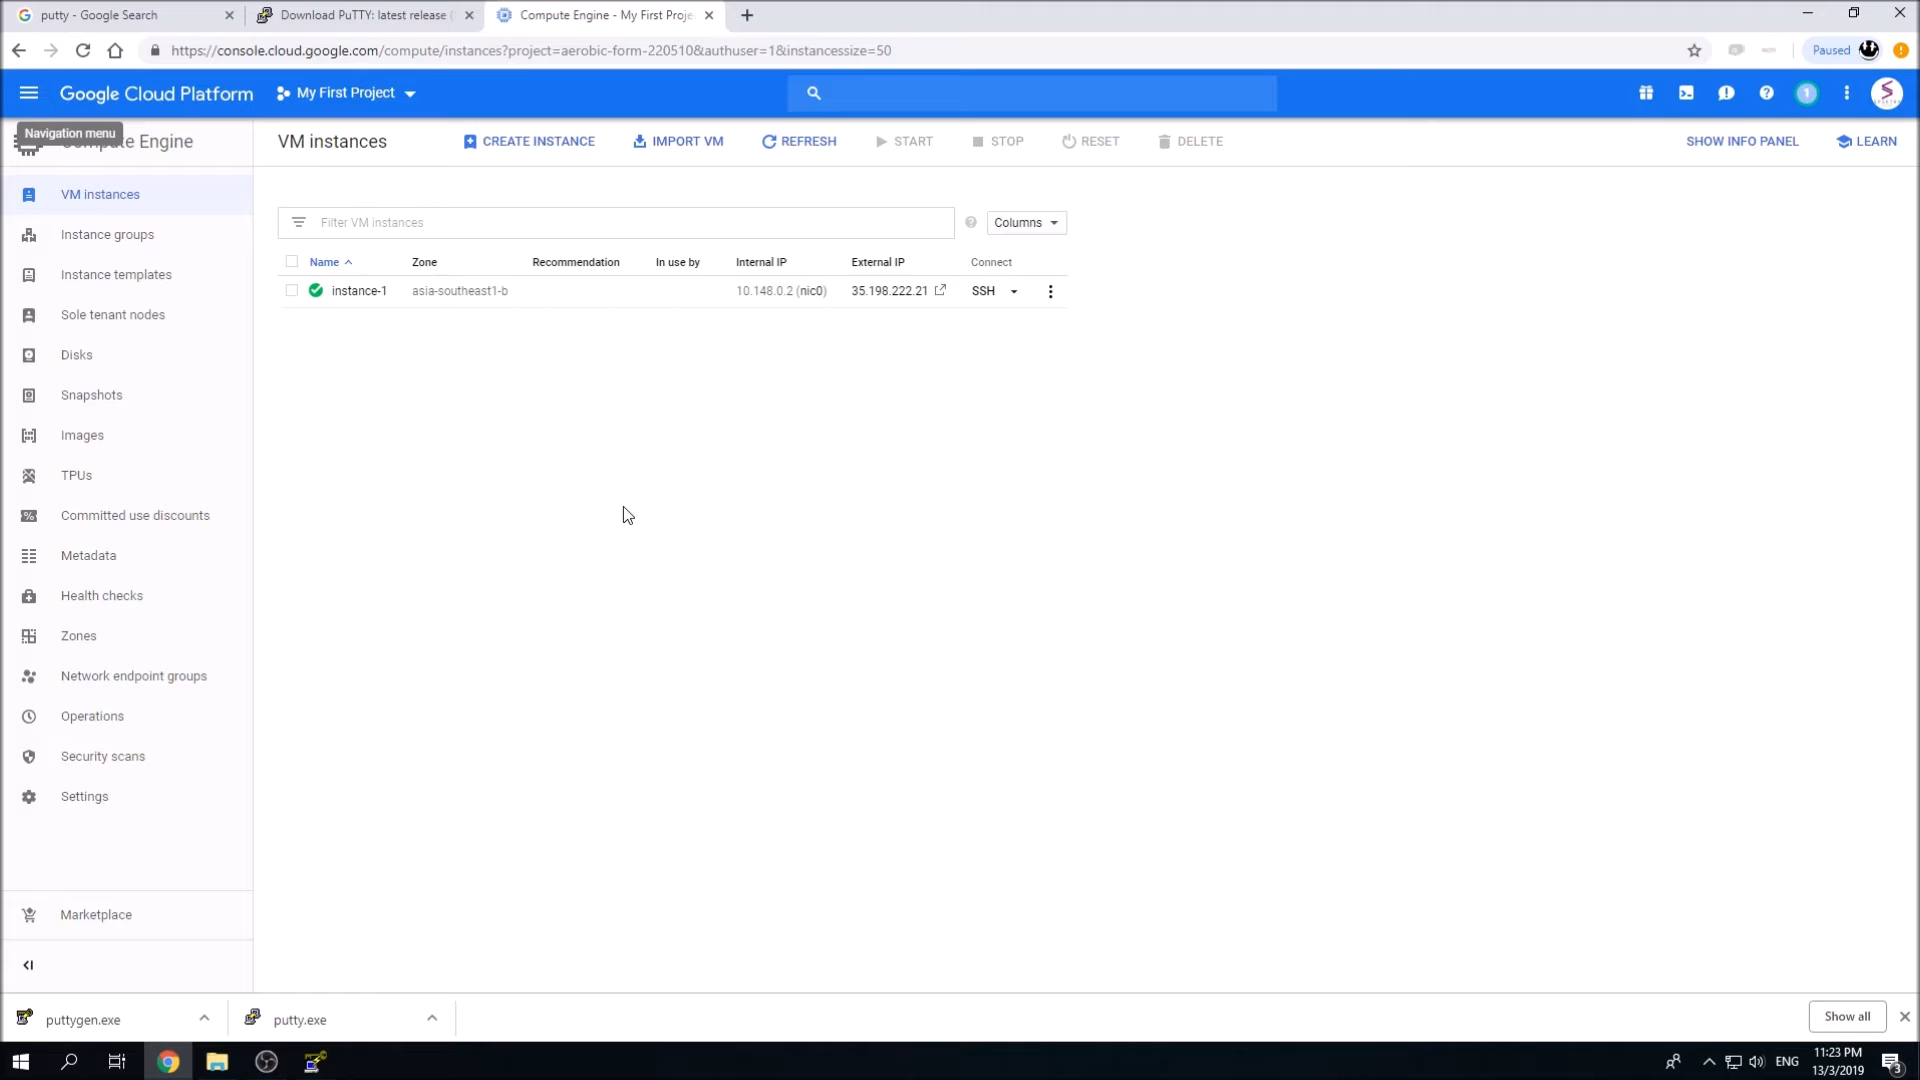 putty - Google Search
Download PuTTY: latest release (
Compute Engine - My First Proje
https://console.cloud.google.com/compute/instances?project=aerobic-form-220510&authuser=1&instancessize=50
Paused
Google Cloud Platform
My First Project
1
Navigation menu
Engine
VM instances
CREATE INSTANCE
IMPORT VM
REFRESH
START
STOP
RESET
DELETE
SHOW INFO PANEL
LEARN
VM instances
Instance groups
Instance templates
Sole tenant nodes
Disks
Snapshots
Images
TPUs
Committed use discounts
Metadata
Health checks
Zones
Network endpoint groups
Operations
Security scans
Settings
Marketplace
Filter VM instances
Columns
Name Zone Recommendation In use by Internal IP External IP Connect
instance-1 asia-southeast1-b 10.148.0.2 (nic0) 35.198.222.21 SSH
puttygen.exe
putty.exe
Show all
ENG
11:23 PM
13/3/2019
3